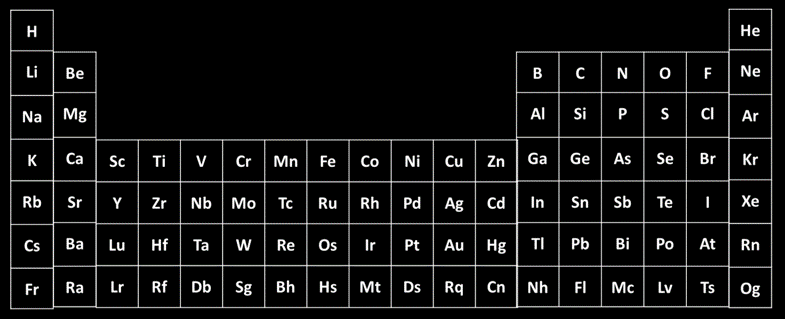 H He
Li Be B C N O F Ne
Na Mg Al Si P S Cl Ar
K Ca Sc Ti V Cr Mn Fe Co Ni Cu Zn Ga Ge As Se Br Kr
Rb Sr Y Zr Nb Mo Tc Ru Rh Pd Ag Cd In Sn Sb Te I Xe
Cs Ba Lu Hf Ta W Re Os Ir Pt Au Hg Tl Pb Bi Po At Rn
Fr Ra Lr Rf Db Sg Bh Hs Mt Ds Rq Cn Nh Fl Mc Lv Ts Og